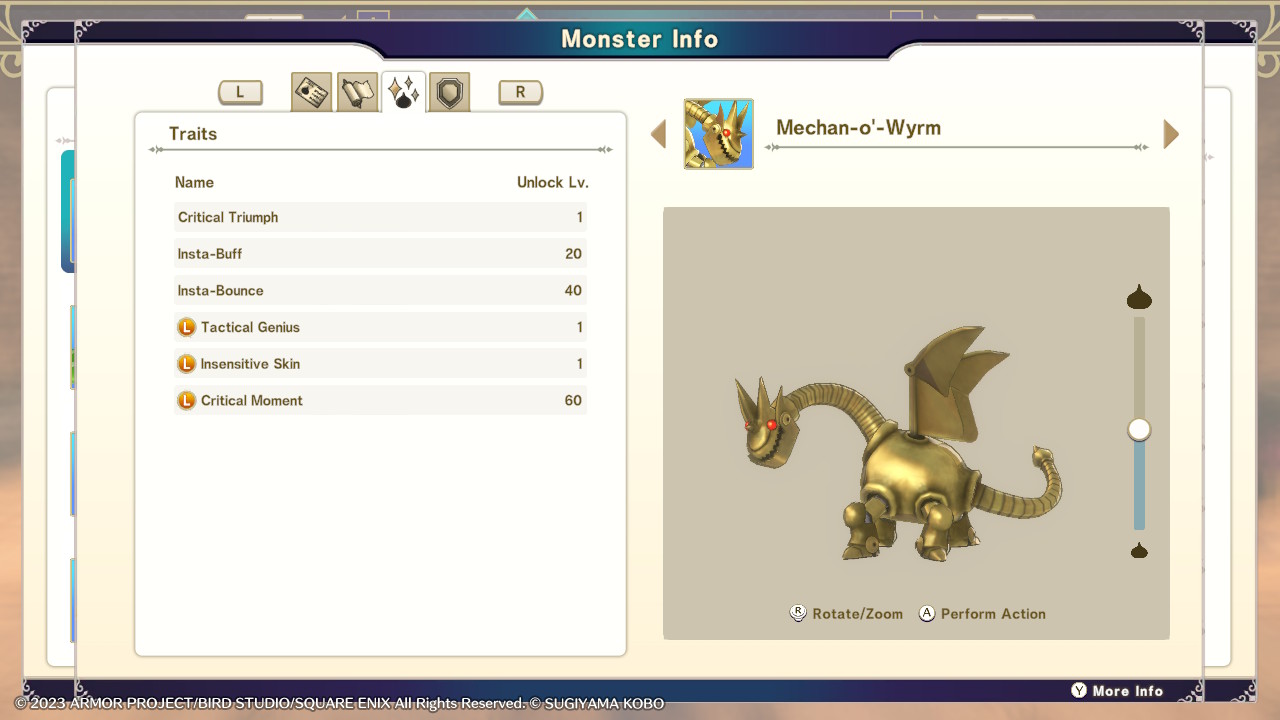 Monster Info
L
R
Traits
Name Unlock Lv.
Critical Triumph 1
Insta-Buff 20
Insta-Bounce 40
L Tactical Genius 1
L Insensitive Skin 1
L Critical Moment 60
Mechan-o'-Wyrm
R Rotate/Zoom A Perform Action
Y More Info
© 2023 ARMOR PROJECT/BIRD STUDIO/SQUARE ENIX All Rights Reserved. © SUGIYAMA KOBO